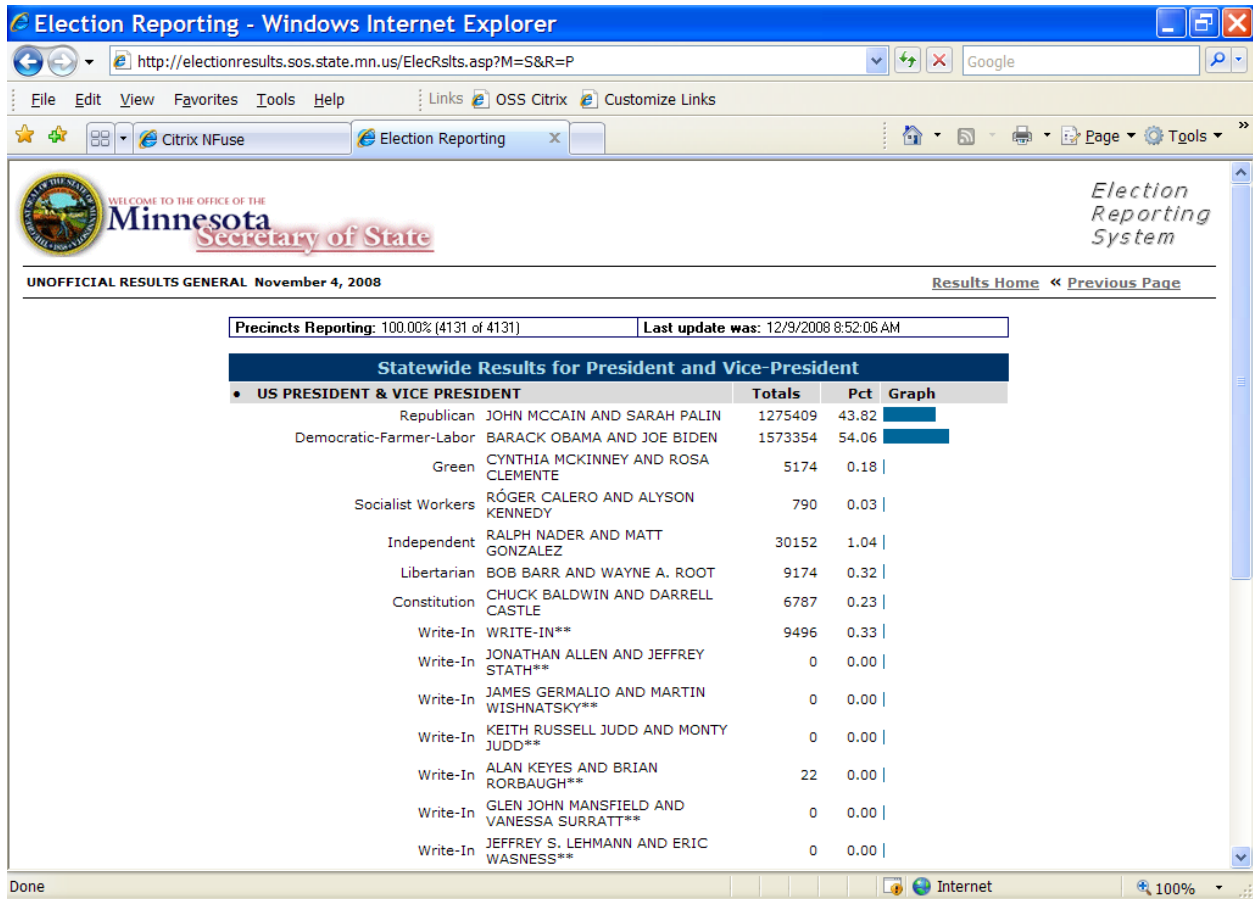 Election Reporting - Windows Internet Explorer
http://electionresults.sos.state.mn.us/ElecRslts.asp?M=S&R=P
Google
File Edit View Favorites Tools Help Links OSS Citrix Customize Links
Citrix NFuse Election Reporting X Page Tools »
WELCOME TO THE OFFICE OF THE
Minnesota
Secretary of State
Election
Reporting
System
UNOFFICIAL RESULTS GENERAL November 4, 2008 Results Home « Previous Page
Precincts Reporting: 100.00% (4131 of 4131) Last update was: 12/9/2008 8:52:06 AM
Statewide Results for President and Vice-President
• US PRESIDENT & VICE PRESIDENT Totals Pct Graph
Republican JOHN MCCAIN AND SARAH PALIN 1275409 43.82
Democratic-Farmer-Labor BARACK OBAMA AND JOE BIDEN 1573354 54.06
Green CYNTHIA MCKINNEY AND ROSA
CLEMENTE 5174 0.18
Socialist Workers RÓGER CALERO AND ALYSON
KENNEDY 790 0.03
Independent RALPH NADER AND MATT
GONZALEZ 30152 1.04
Libertarian BOB BARR AND WAYNE A. ROOT 9174 0.32
Constitution CHUCK BALDWIN AND DARRELL
CASTLE 6787 0.23
Write-In WRITE-IN** 9496 0.33
Write-In JONATHAN ALLEN AND JEFFREY
STATH** 0 0.00
Write-In JAMES GERMALIO AND MARTIN
WISHNATSKY** 0 0.00
Write-In KEITH RUSSELL JUDD AND MONTY
JUDD** 0 0.00
Write-In ALAN KEYES AND BRIAN
RORBAUGH** 22 0.00
Write-In GLEN JOHN MANSFIELD AND
VANESSA SURRATT** 0 0.00
Write-In JEFFREY S. LEHMANN AND ERIC
WASNESS** 0 0.00
Done Internet 100%